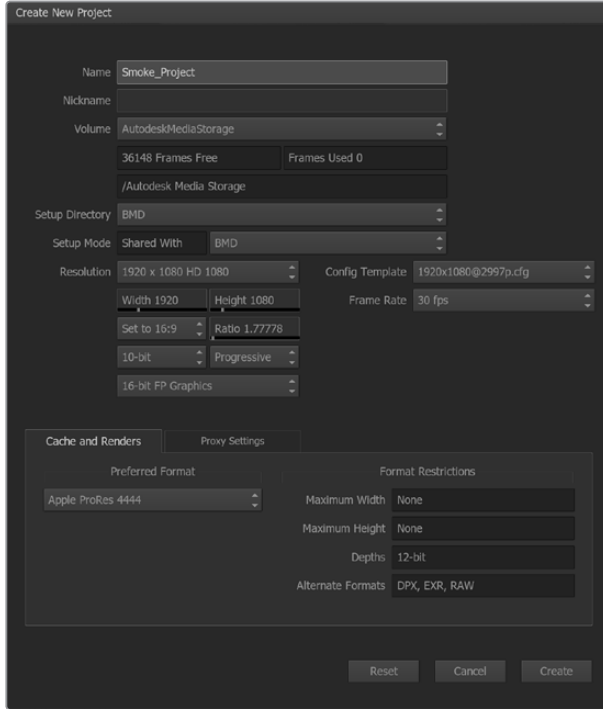 Create New Project
Name Smoke_Project
Nickname
Volume AutodeskMediaStorage
36148 Frames Free Frames Used 0
/Autodesk Media Storage
Setup Directory BMD
Setup Mode Shared With BMD
Resolution 1920 x 1080 HD 1080 Config Template 1920x1080@2997p.cfg
Width 1920 Height 1080 Frame Rate 30 fps
Set to 16:9 Ratio 1.77778
10-bit Progressive
16-bit FP Graphics
Cache and Renders Proxy Settings
Preferred Format Format Restrictions
Apple ProRes 4444 Maximum Width None
Maximum Height None
Depths 12-bit
Alternate Formats DPX, EXR, RAW
Reset Cancel Create